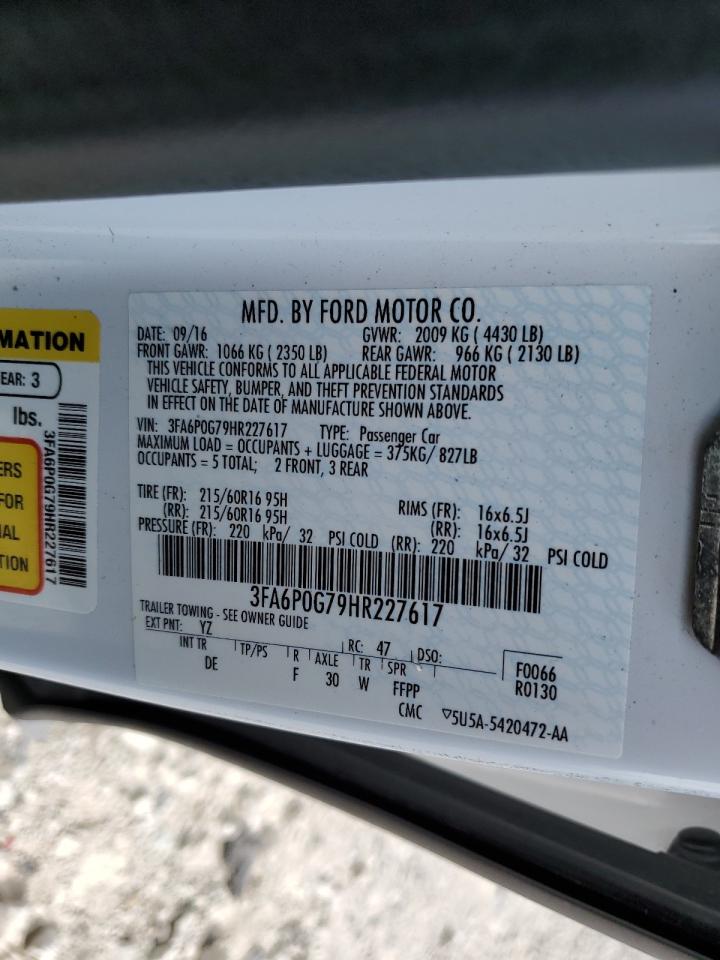 MATION
EAR: 3
lbs.
ERS
FOR
IAL
TION
3FA6P0G79HR227617
MFD. BY FORD MOTOR CO.
DATE: 09/16 GVWR: 2009 KG (4430 LB)
FRONT GAWR: 1066 KG (2350 LB) REAR GAWR: 966 KG (2130 LB)
THIS VEHICLE CONFORMS TO ALL APPLICABLE FEDERAL MOTOR
VEHICLE SAFETY, BUMPER, AND THEFT PREVENTION STANDARDS
IN EFFECT ON THE DATE OF MANUFACTURE SHOWN ABOVE.
VIN: 3FA6P0G79HR227617 TYPE: Passenger Car
MAXIMUM LOAD = OCCUPANTS + LUGGAGE = 375KG/ 827LB
OCCUPANTS = 5 TOTAL; 2 FRONT, 3 REAR
TIRE (FR): 215/60R16 95H RIMS (FR): 16x6.5J
(RR): 215/60R16 95H (RR): 16x6.5J
PRESSURE (FR): 220 kPa/ 32 PSI COLD (RR): 220 kPa/ 32 PSI COLD
3FA6P0G79HR227617
TRAILER TOWING - SEE OWNER GUIDE
EXT PNT: YZ RC: 47 DSO:
INT TR TP/PS R AXLE TR SPR F0066
DE F 30 W FFPP R0130
CMC ▽5U5A-5420472-AA